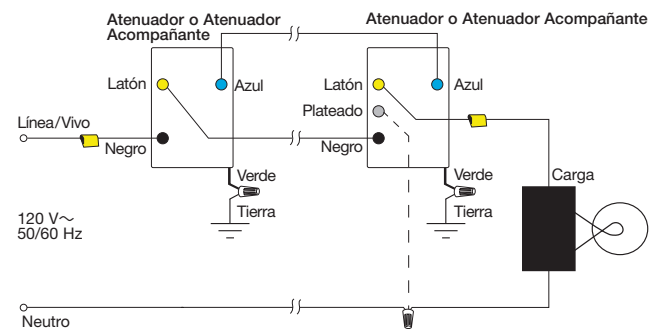 Atenuador o Atenuador
Acompañante
Atenuador o Atenuador Acompañante
Latón
Azul
Latón
Azul
Plateado
Línea/Vivo
Negro
Negro
Verde
Verde
Carga
Tierra
Tierra
120 V~
50/60 Hz
Neutro